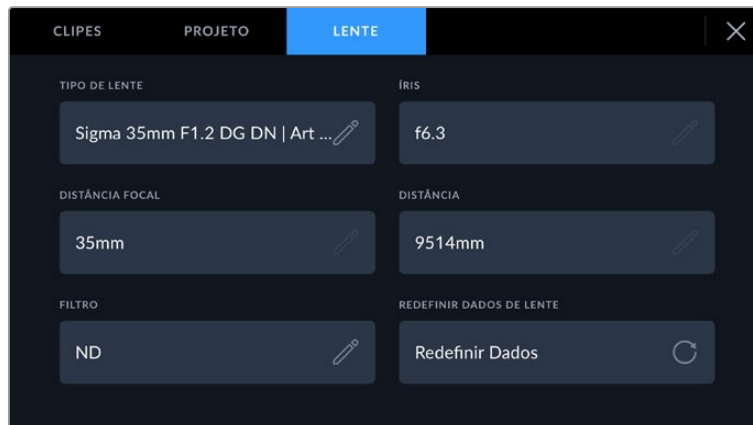 CLIPES PROJETO LENTE
TIPO DE LENTE ÍRIS
Sigma 35mm F1.2 DG DN | Art ... f6.3
DISTÂNCIA FOCAL DISTÂNCIA
35mm 9514mm
FILTRO REDEFINIR DADOS DE LENTE
ND Redefinir Dados